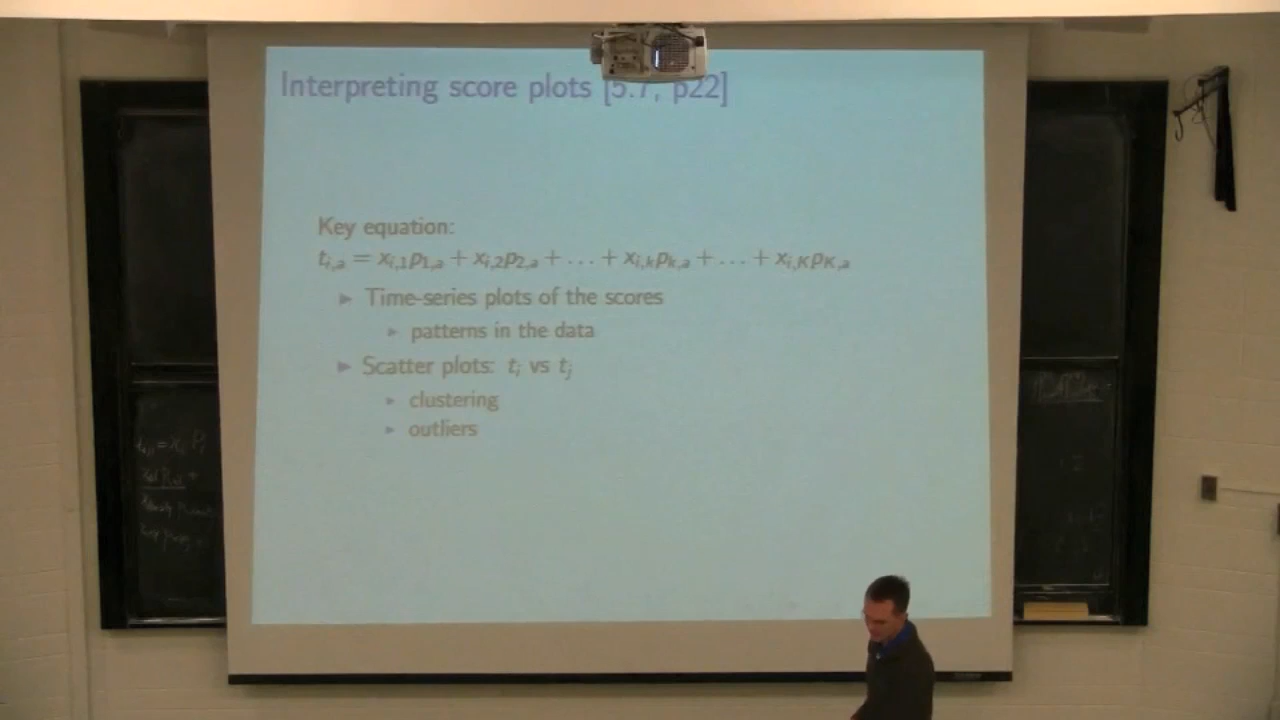 Interpreting score plots [5.7, p22]
Key equation:
t_{i,a} = x_{i,1}p_{1,a} + x_{i,2}p_{2,a} + ... + x_{i,k}p_{k,a} + ... + x_{i,K}p_{K,a}
► Time-series plots of the scores
► patterns in the data
► Scatter plots: t_i vs t_j
► clustering
► outliers